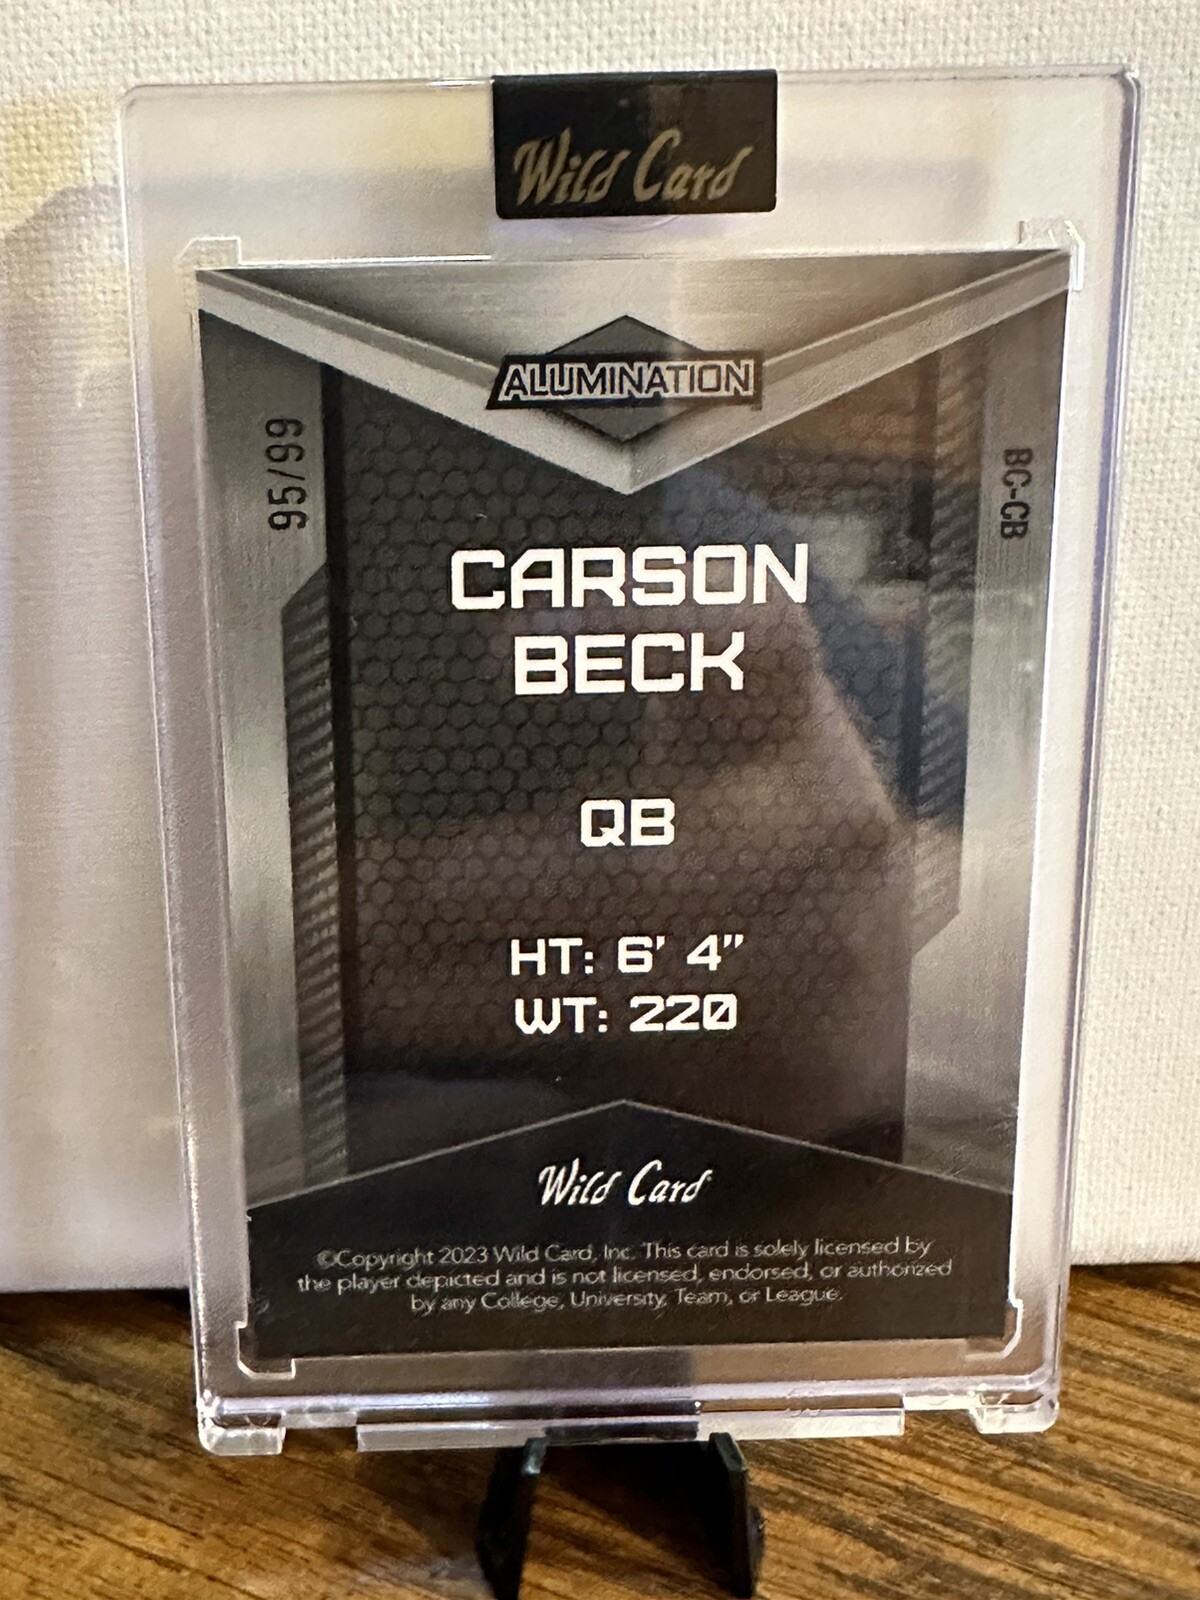 Wild Card
ALUMINATION
95/99
BC-CB
CARSON
BECK
QB
HT: 6' 4"
WT: 220
Wild Card
©Copyright 2023 Wild Card, Inc. This card is solely licensed by
the player depicted and is not licensed, endorsed, or authorized
by any College, University, Team, or League.